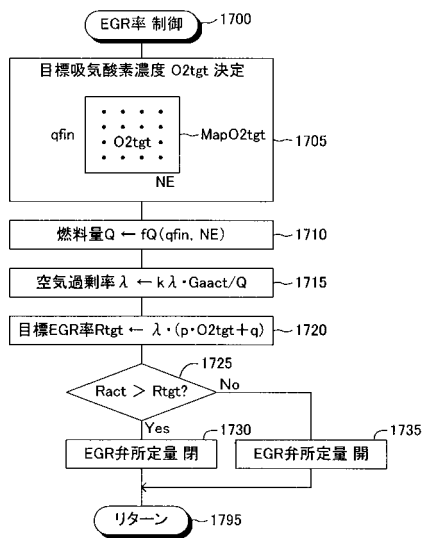 EGR率 制御
1700
目標吸気酸素濃度 O2tgt 決定
qfin
O2tgt
MapO2tgt
NE
1705
燃料量Q ← fQ(qfin, NE)
1710
空気過剰率λ ← kλ・Gaact/Q
1715
目標EGR率Rtgt ← λ・(p・O2tgt＋q)
1720
1725
Ract ＞ Rtgt?
No
Yes
1730
1735
EGR弁所定量 閉
EGR弁所定量 開
リターン
1795